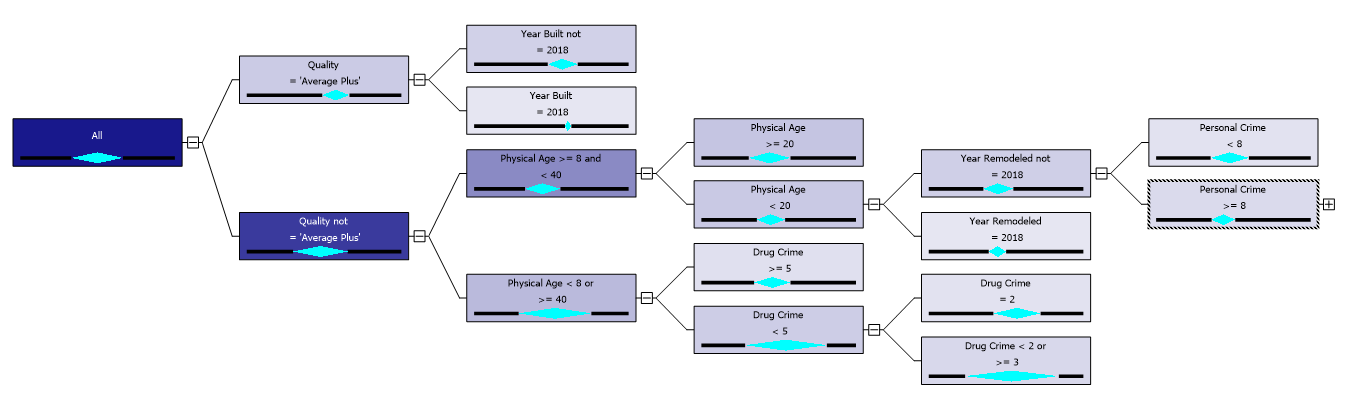 All
Quality
= 'Average Plus'
Quality not
= 'Average Plus'
Year Built not
= 2018
Year Built
= 2018
Physical Age >= 8 and
< 40
Physical Age < 8 or
>= 40
Physical Age
>= 20
Physical Age
< 20
Drug Crime
>= 5
Drug Crime
< 5
Year Remodeled not
= 2018
Year Remodeled
= 2018
Drug Crime
= 2
Drug Crime < 2 or
>= 3
Personal Crime
< 8
Personal Crime
>= 8